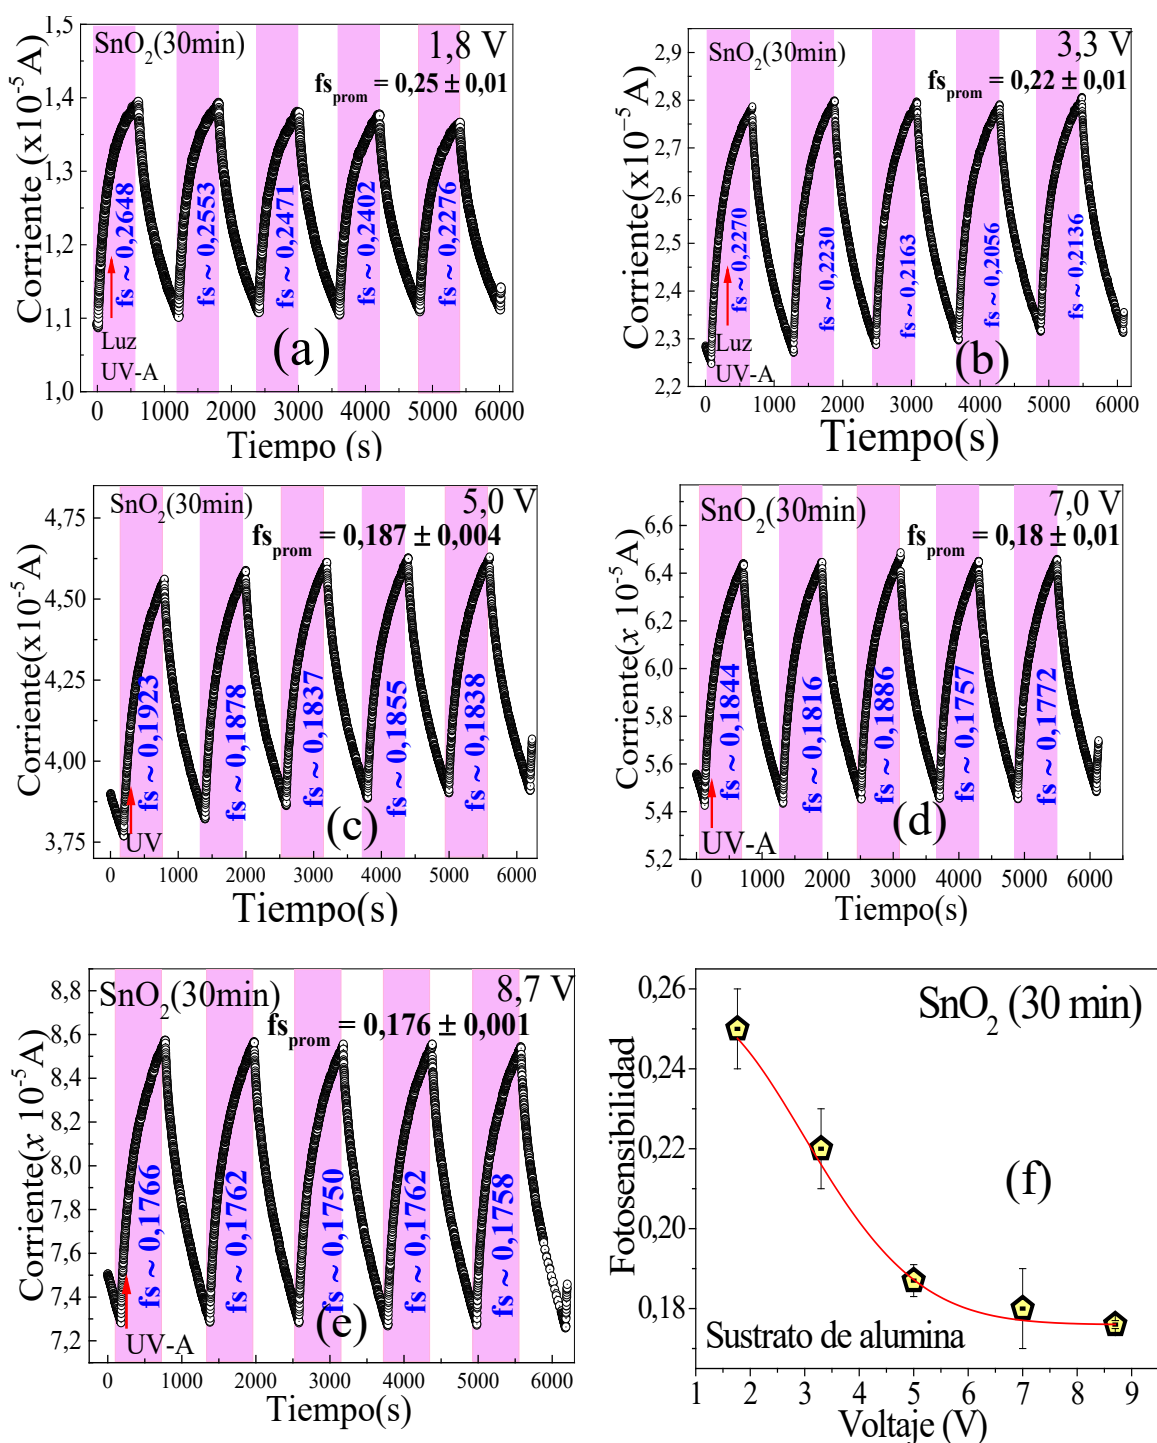 SnO2(30min)
1,8 V
fsprom = 0,25 ± 0,01
Corriente (x10-5 A)
1,5
1,4
1,3
1,2
1,1
1,0
fs ~ 0,2648
fs ~ 0,2553
fs ~ 0,2471
fs ~ 0,2402
fs ~ 0,2276
Luz
UV-A
(a)
0 1000 2000 3000 4000 5000 6000
Tiempo (s)
SnO2(30min)
3,3 V
fsprom = 0,22 ± 0,01
Corriente(x10-5 A)
2,9
2,8
2,7
2,6
2,5
2,4
2,3
2,2
fs ~ 0,2270
fs ~ 0,2230
fs ~ 0,2163
fs ~ 0,2056
fs ~ 0,2136
Luz
UV-A
(b)
0 1000 2000 3000 4000 5000 6000
Tiempo(s)
SnO2(30min)
5,0 V
fsprom = 0,187 ± 0,004
Corriente(x10-5 A)
4,75
4,50
4,25
4,00
3,75
fs ~ 0,1923
fs ~ 0,1878
fs ~ 0,1837
fs ~ 0,1855
fs ~ 0,1838
UV
(c)
0 1000 2000 3000 4000 5000 6000
Tiempo(s)
SnO2(30min)
7,0 V
fsprom = 0,18 ± 0,01
Corriente(x 10-5 A)
6,6
6,4
6,2
6,0
5,8
5,6
5,4
5,2
fs ~ 0,1844
fs ~ 0,1816
fs ~ 0,1886
fs ~ 0,1757
fs ~ 0,1772
UV-A
(d)
0 1000 2000 3000 4000 5000 6000
Tiempo(s)
SnO2(30min)
8,7 V
fsprom = 0,176 ± 0,001
Corriente(x 10-5 A)
8,8
8,6
8,4
8,2
8,0
7,8
7,6
7,4
7,2
fs ~ 0,1766
fs ~ 0,1762
fs ~ 0,1750
fs ~ 0,1762
fs ~ 0,1758
UV-A
(e)
0 1000 2000 3000 4000 5000 6000
Tiempo(s)
SnO2 (30 min)
Fotosensibilidad
0,26
0,24
0,22
0,20
0,18
(f)
Sustrato de alumina
1 2 3 4 5 6 7 8 9
Voltaje (V)